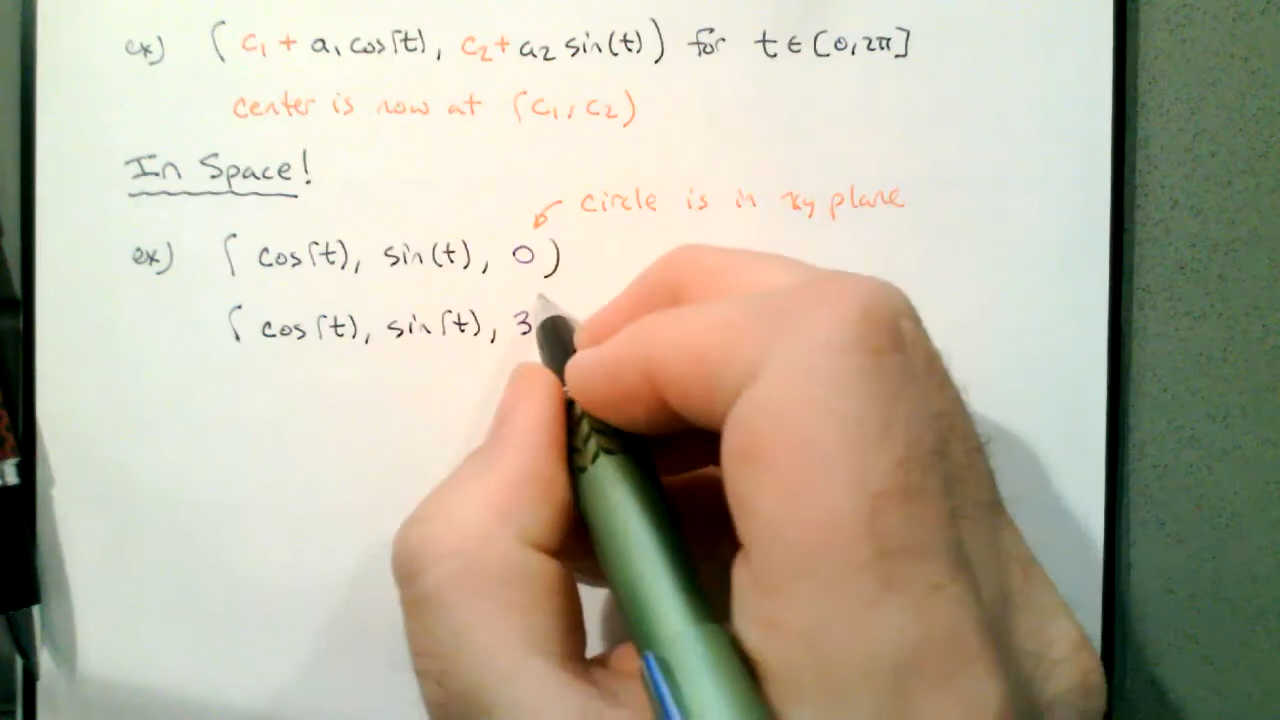 ex) (c₁ + a₁ cos(t), c₂ + a₂ sin(t)) for t ∈ [0, 2π]
center is now at (c₁, c₂)
In Space!
circle is in xy plane
ex) (cos(t), sin(t), 0)
(cos(t), sin(t), 3